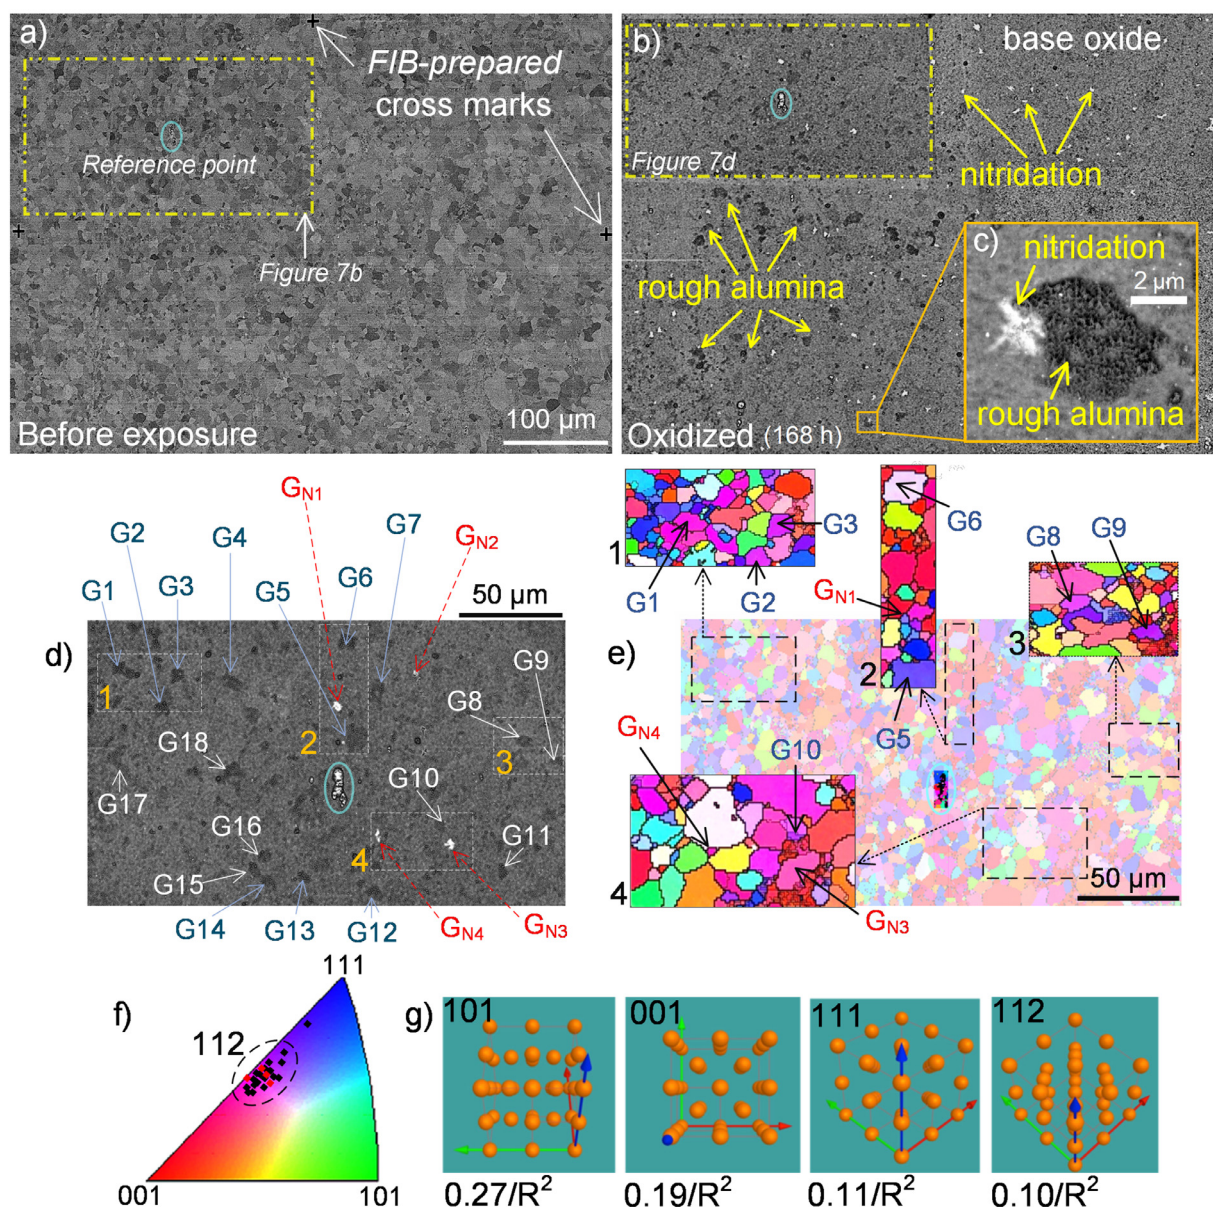 a)
FIB-prepared
cross marks
Reference point
Figure 7b
Before exposure
100 µm
b)
base oxide
Figure 7d
nitridation
rough alumina
Oxidized (168 h)
c)
nitridation
2 µm
rough alumina
GN1
G2
G4
G7
GN2
G1
G3
G5
G6
50 µm
d)
G9
G8
1
2
3
G18
G17
G10
G16
G11
4
G15
G14
G13
G12
GN4
GN3
1
G3
G1
G2
G6
GN1
2
G5
G8
G9
3
e)
GN4
G10
4
GN3
50 µm
f)
111
112
001
101
g)
101
001
111
112
0.27/R²
0.19/R²
0.11/R²
0.10/R²